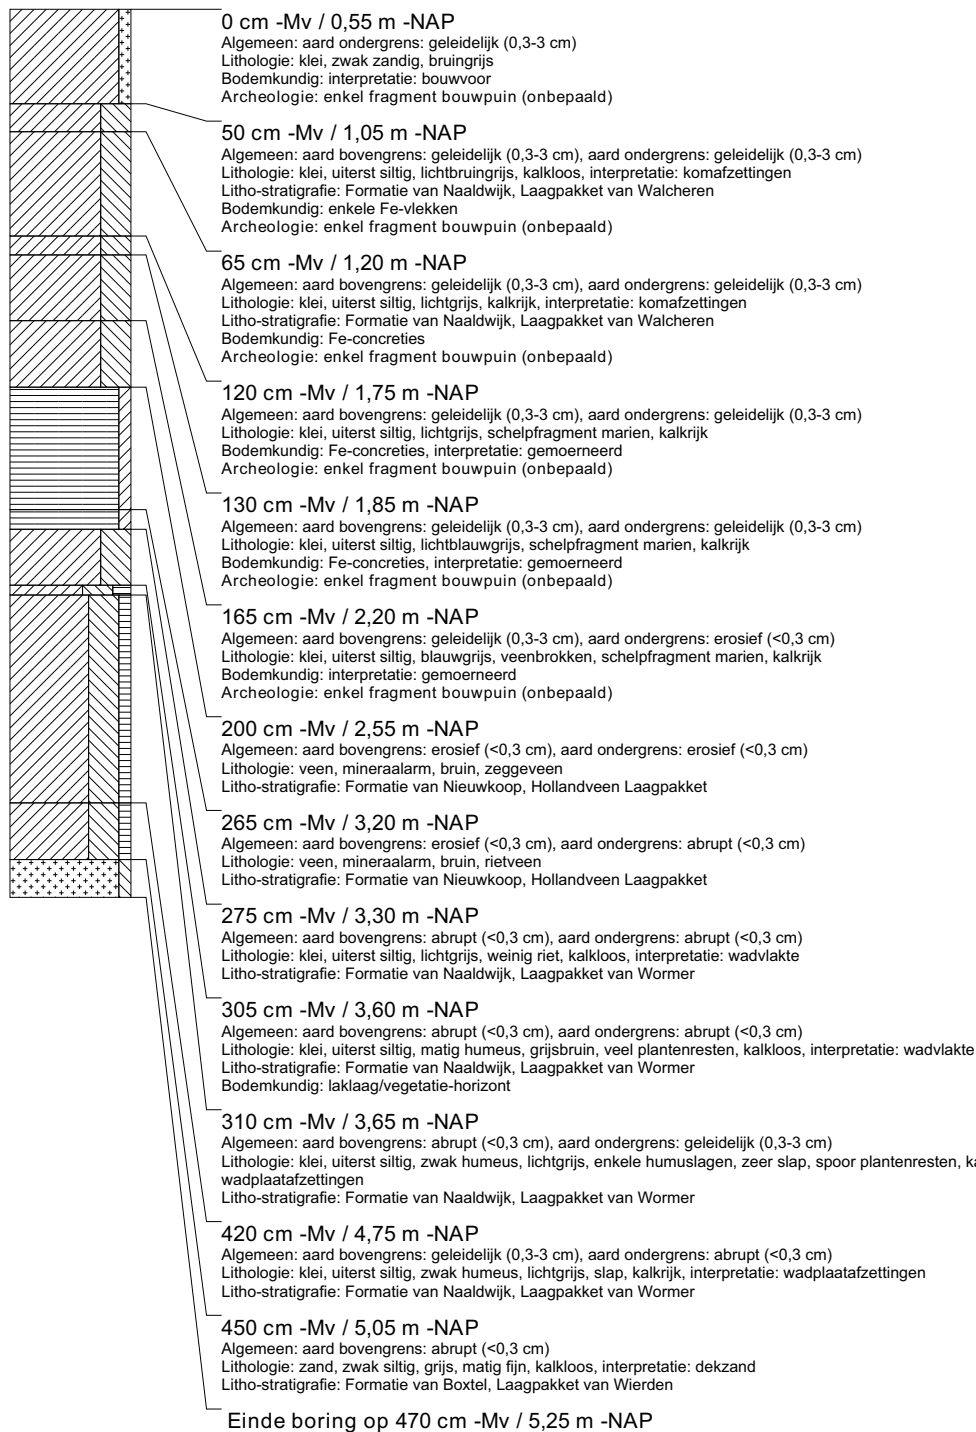 0 cm -Mv / 0,55 m -NAP
Algemeen: aard ondergrens: geleidelijk (0,3-3 cm)
Lithologie: klei, zwak zandig, bruingrijs
Bodemkundig: interpretatie: bouwvoor
Archeologie: enkel fragment bouwpuin (onbepaald)
50 cm -Mv / 1,05 m -NAP
Algemeen: aard bovengrens: geleidelijk (0,3-3 cm), aard ondergrens: geleidelijk (0,3-3 cm)
Lithologie: klei, uiterst siltig, lichtbruingrijs, kalkloos, interpretatie: komafzettingen
Litho-stratigrafie: Formatie van Naaldwijk, Laagpakket van Walcheren
Bodemkundig: enkele Fe-vlekken
Archeologie: enkel fragment bouwpuin (onbepaald)
65 cm -Mv / 1,20 m -NAP
Algemeen: aard bovengrens: geleidelijk (0,3-3 cm), aard ondergrens: geleidelijk (0,3-3 cm)
Lithologie: klei, uiterst siltig, lichtgrijs, kalkrijk, interpretatie: komafzettingen
Litho-stratigrafie: Formatie van Naaldwijk, Laagpakket van Walcheren
Bodemkundig: Fe-concreties
Archeologie: enkel fragment bouwpuin (onbepaald)
120 cm -Mv / 1,75 m -NAP
Algemeen: aard bovengrens: geleidelijk (0,3-3 cm), aard ondergrens: geleidelijk (0,3-3 cm)
Lithologie: klei, uiterst siltig, lichtgrijs, schelpfragment marien, kalkrijk
Bodemkundig: Fe-concreties, interpretatie: gemoerneerd
Archeologie: enkel fragment bouwpuin (onbepaald)
130 cm -Mv / 1,85 m -NAP
Algemeen: aard bovengrens: geleidelijk (0,3-3 cm), aard ondergrens: geleidelijk (0,3-3 cm)
Lithologie: klei, uiterst siltig, lichtblauwgrijs, schelpfragment marien, kalkrijk
Bodemkundig: Fe-concreties, interpretatie: gemoerneerd
Archeologie: enkel fragment bouwpuin (onbepaald)
165 cm -Mv / 2,20 m -NAP
Algemeen: aard bovengrens: geleidelijk (0,3-3 cm), aard ondergrens: erosief (<0,3 cm)
Lithologie: klei, uiterst siltig, blauwgrijs, veenbrokken, schelpfragment marien, kalkrijk
Bodemkundig: interpretatie: gemoerneerd
Archeologie: enkel fragment bouwpuin (onbepaald)
200 cm -Mv / 2,55 m -NAP
Algemeen: aard bovengrens: erosief (<0,3 cm), aard ondergrens: erosief (<0,3 cm)
Lithologie: veen, mineraalarm, bruin, zeggeveen
Litho-stratigrafie: Formatie van Nieuwkoop, Hollandveen Laagpakket
265 cm -Mv / 3,20 m -NAP
Algemeen: aard bovengrens: erosief (<0,3 cm), aard ondergrens: abrupt (<0,3 cm)
Lithologie: veen, mineraalarm, bruin, rietveen
Litho-stratigrafie: Formatie van Nieuwkoop, Hollandveen Laagpakket
275 cm -Mv / 3,30 m -NAP
Algemeen: aard bovengrens: abrupt (<0,3 cm), aard ondergrens: abrupt (<0,3 cm)
Lithologie: klei, uiterst siltig, lichtgrijs, weinig riet, kalkloos, interpretatie: wadvlakte
Litho-stratigrafie: Formatie van Naaldwijk, Laagpakket van Wormer
305 cm -Mv / 3,60 m -NAP
Algemeen: aard bovengrens: abrupt (<0,3 cm), aard ondergrens: abrupt (<0,3 cm)
Lithologie: klei, uiterst siltig, matig humeus, grijsbruin, veel plantenresten, kalkloos, interpretatie: wadvlakte
Litho-stratigrafie: Formatie van Naaldwijk, Laagpakket van Wormer
Bodemkundig: laklaag/vegetatie-horizont
310 cm -Mv / 3,65 m -NAP
Algemeen: aard bovengrens: abrupt (<0,3 cm), aard ondergrens: geleidelijk (0,3-3 cm)
Lithologie: klei, uiterst siltig, zwak humeus, lichtgrijs, enkele humuslagen, zeer slap, spoor plantenresten,
wadplaatafzettingen
Litho-stratigrafie: Formatie van Naaldwijk, Laagpakket van Wormer
420 cm -Mv / 4,75 m -NAP
Algemeen: aard bovengrens: geleidelijk (0,3-3 cm), aard ondergrens: abrupt (<0,3 cm)
Lithologie: klei, uiterst siltig, zwak humeus, lichtgrijs, slap, kalkrijk, interpretatie: wadplaatafzettingen
Litho-stratigrafie: Formatie van Naaldwijk, Laagpakket van Wormer
450 cm -Mv / 5,05 m -NAP
Algemeen: aard bovengrens: abrupt (<0,3 cm)
Lithologie: zand, zwak siltig, grijs, matig fijn, kalkloos, interpretatie: dekzand
Litho-stratigrafie: Formatie van Boxtel, Laagpakket van Wierden
Einde boring op 470 cm -Mv / 5,25 m -NAP